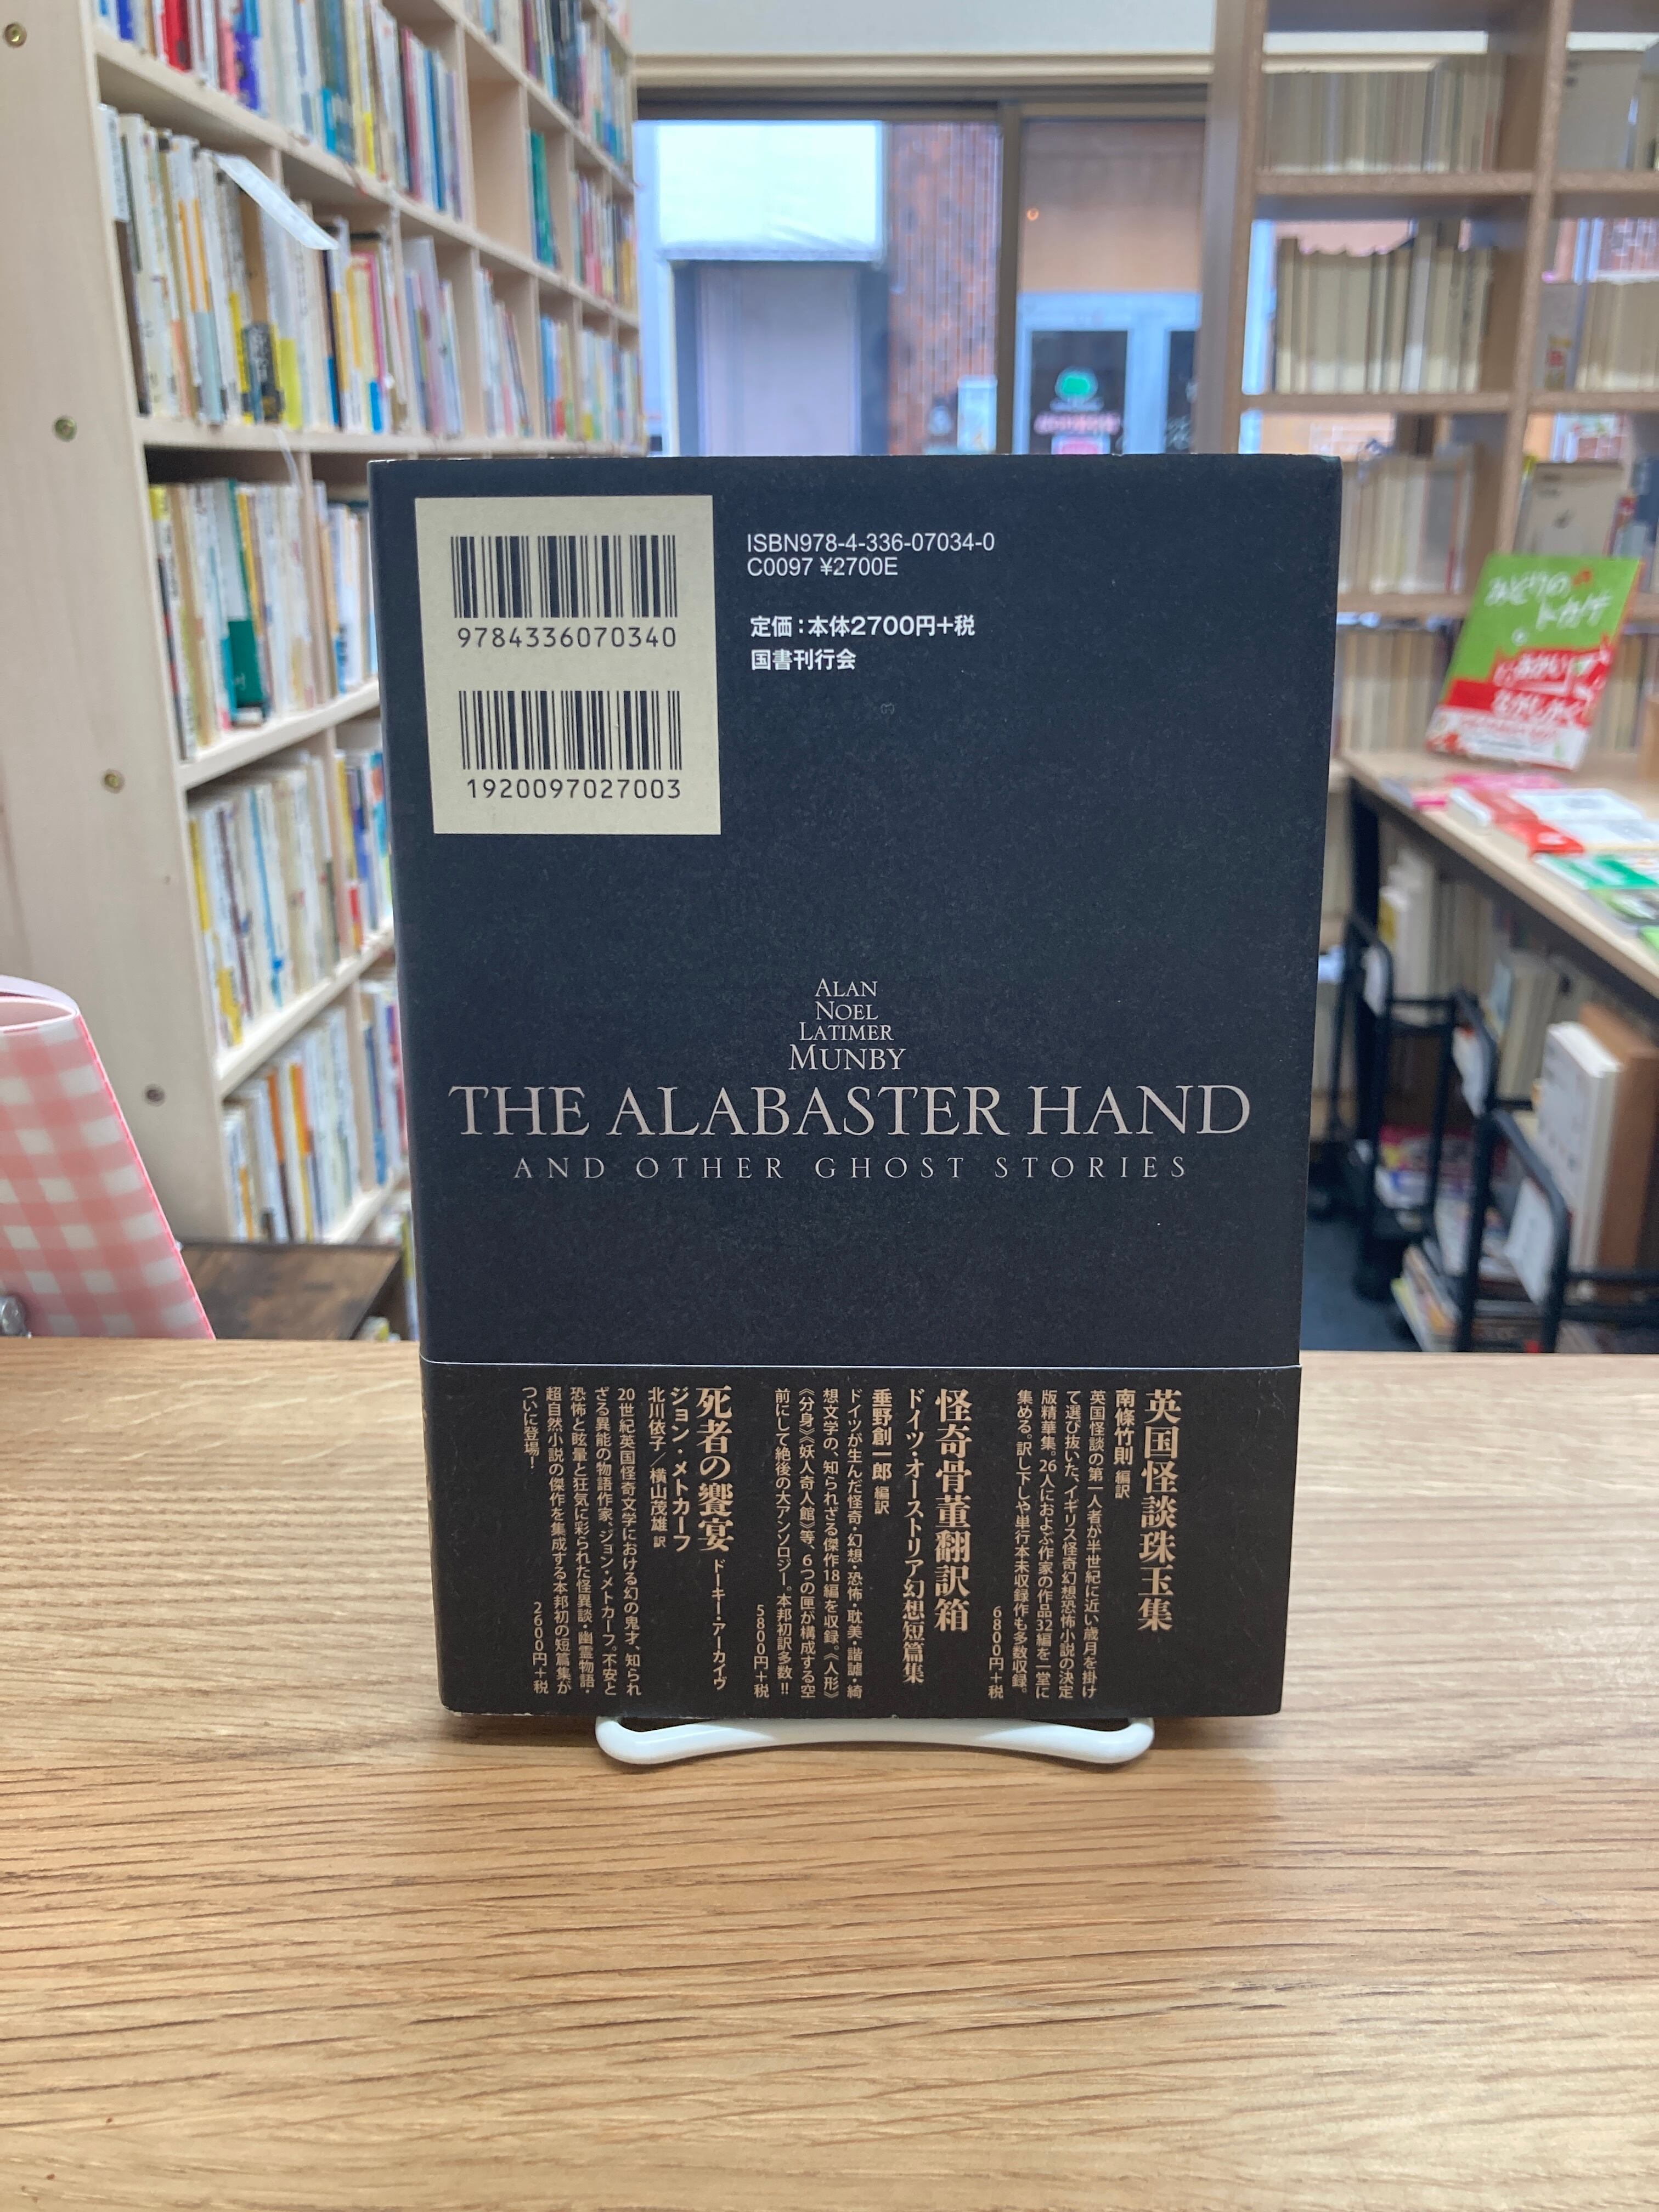 9784336070340
1920097027003
ISBN978-4-336-07034-0
C0097 ¥2700E
定価：本体2700円＋税
国書刊行会
ALAN
NOEL
LATIMER
MUNBY
THE ALABASTER HAND
AND OTHER GHOST STORIES
英国怪談珠玉集
南條竹則 編訳
英国怪談の第一人者が半世紀に近い歳月を掛け
て選び抜いた、イギリス怪奇幻想恐怖小説の決定
版精華集。26人におよぶ作家の作品32編を一堂に
集める。訳し下しや単行本未収録作も多数収録。
6800円＋税
怪奇骨董翻訳箱
ドイツ・オーストリア幻想短篇集
垂野創一郎 編訳
ドイツが生んだ怪奇・幻想・恐怖・耽美・諧謔・綺
想文学の、知られざる傑作18編を収録。《人形》
《分身》《妖人奇人館》等、6つの匣が構成する空
前にして絶後の大アンソロジー。本邦初訳多数!!
5800円＋税
死者の饗宴 ドーキー・アーカイヴ
ジョン・メトカーフ
北川依子／横山茂雄 訳
20世紀英国怪奇文学における幻の鬼才、知られ
ざる異能の物語作家、ジョン・メトカーフ。不安と
恐怖と眩暈と狂気に彩られた怪異談・幽霊物語・
超自然小説の傑作を集成する本邦初の短篇集が
ついに登場！
2600円＋税
みどりの
トカゲ